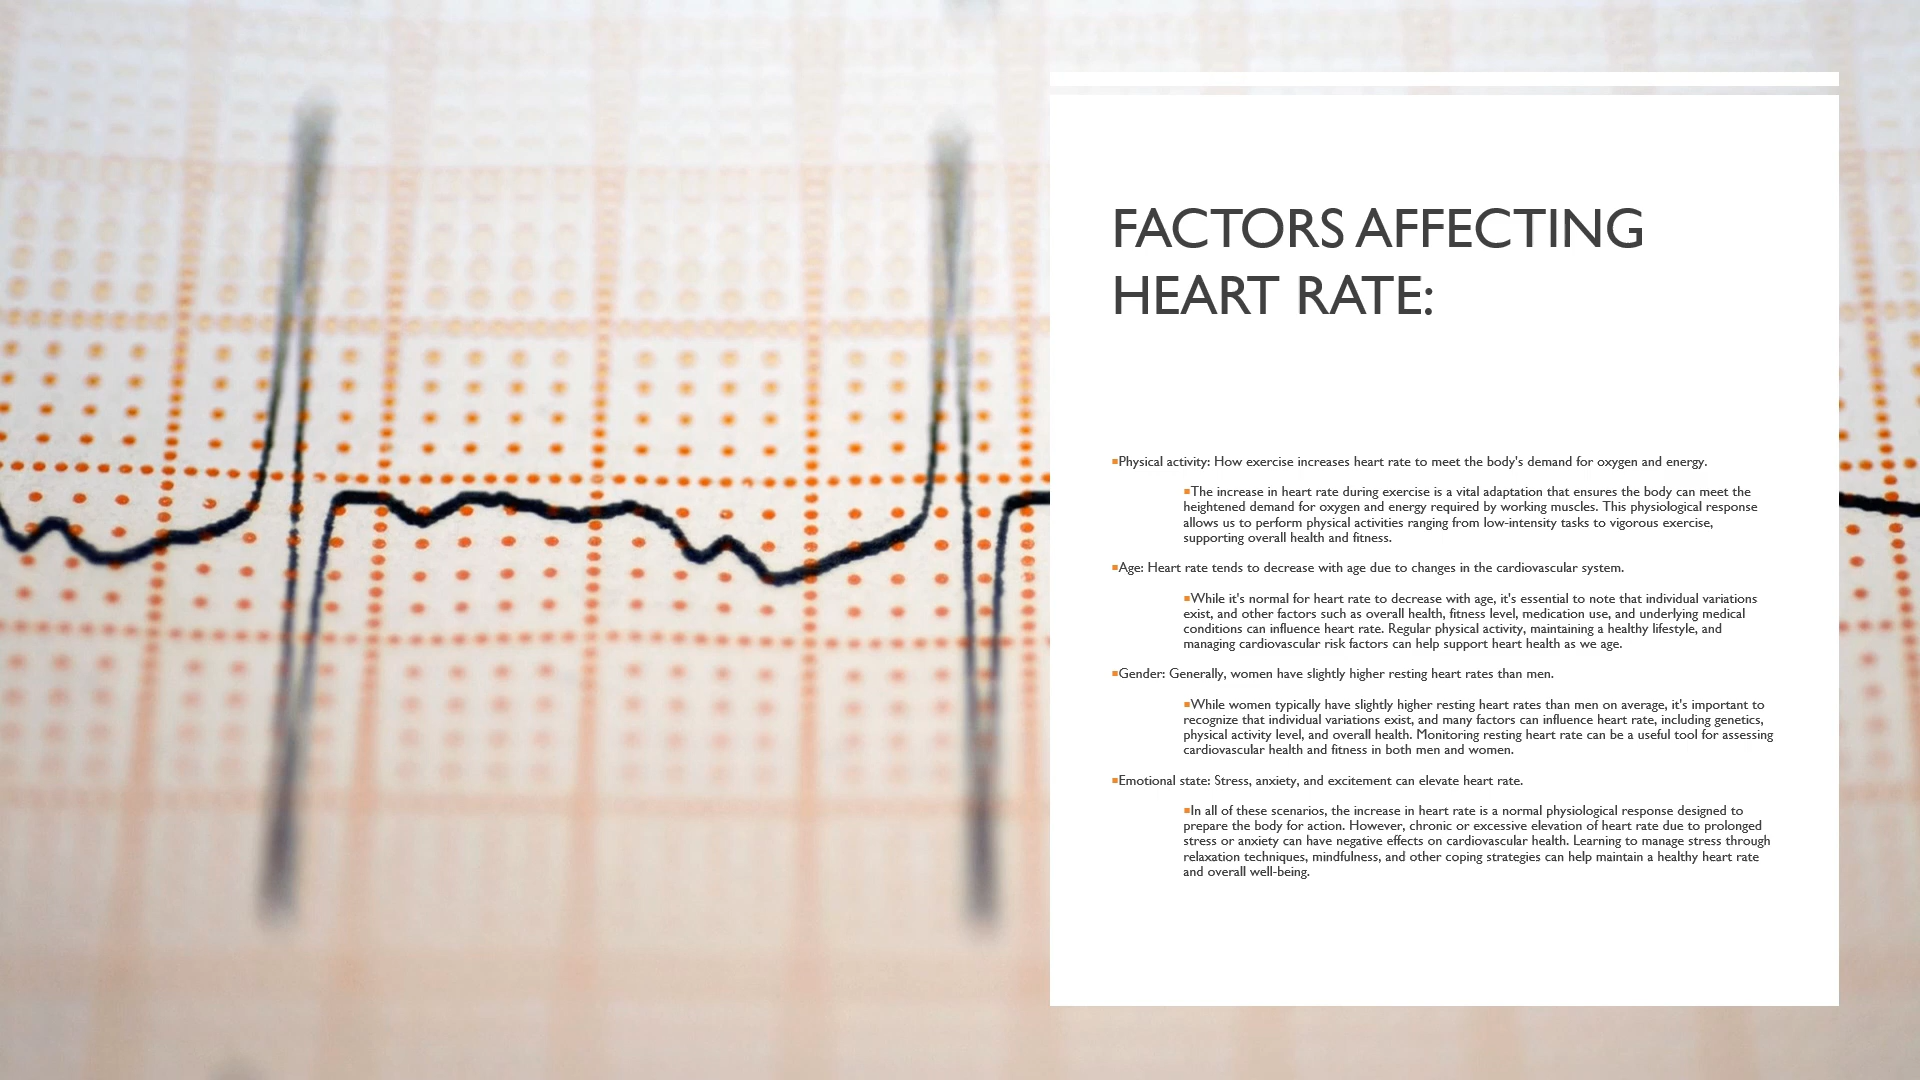 FACTORS AFFECTING
HEART RATE:
▪Physical activity: How exercise increases heart rate to meet the body's demand for oxygen and energy.
▪The increase in heart rate during exercise is a vital adaptation that ensures the body can meet the
heightened demand for oxygen and energy required by working muscles. This physiological response
allows us to perform physical activities ranging from low-intensity tasks to vigorous exercise,
supporting overall health and fitness.
▪Age: Heart rate tends to decrease with age due to changes in the cardiovascular system.
▪While it's normal for heart rate to decrease with age, it's essential to note that individual variations
exist, and other factors such as overall health, fitness level, medication use, and underlying medical
conditions can influence heart rate. Regular physical activity, maintaining a healthy lifestyle, and
managing cardiovascular risk factors can help support heart health as we age.
▪Gender: Generally, women have slightly higher resting heart rates than men.
▪While women typically have slightly higher resting heart rates than men on average, it's important to
recognize that individual variations exist, and many factors can influence heart rate, including genetics,
physical activity level, and overall health. Monitoring resting heart rate can be a useful tool for assessing
cardiovascular health and fitness in both men and women.
▪Emotional state: Stress, anxiety, and excitement can elevate heart rate.
▪In all of these scenarios, the increase in heart rate is a normal physiological response designed to
prepare the body for action. However, chronic or excessive elevation of heart rate due to prolonged
stress or anxiety can have negative effects on cardiovascular health. Learning to manage stress through
relaxation techniques, mindfulness, and other coping strategies can help maintain a healthy heart rate
and overall well-being.